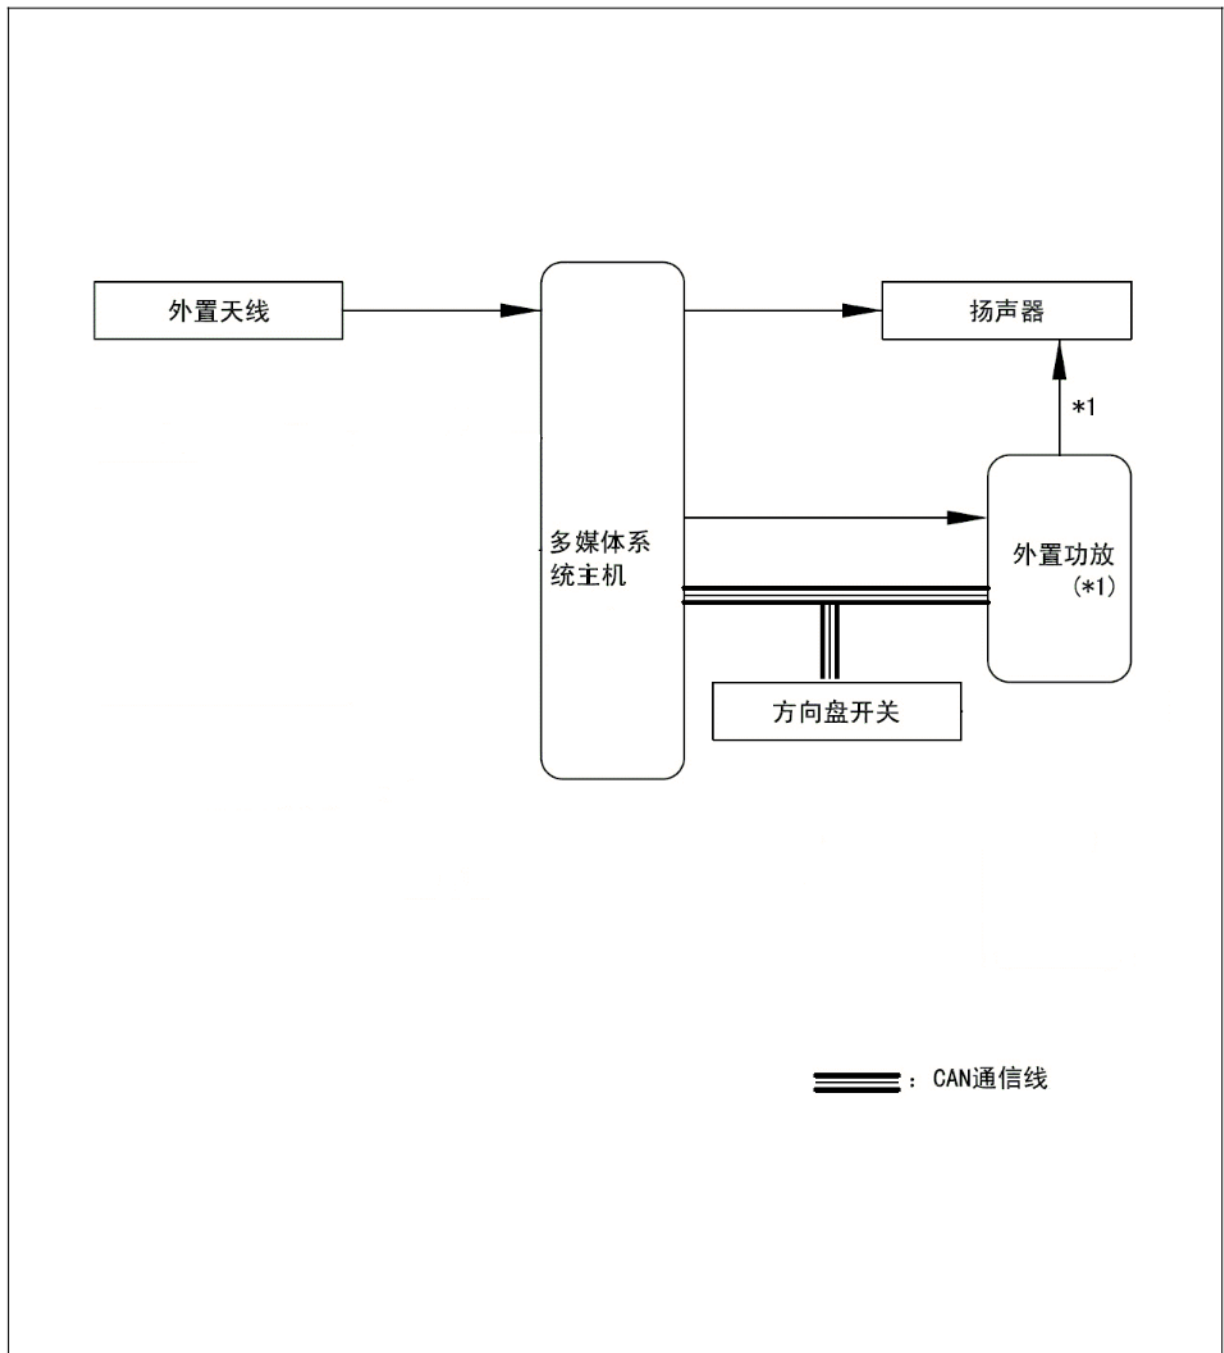 外置天线
扬声器
*1
多媒体系
统主机
外置功放
(*1)
方向盘开关
：CAN通信线